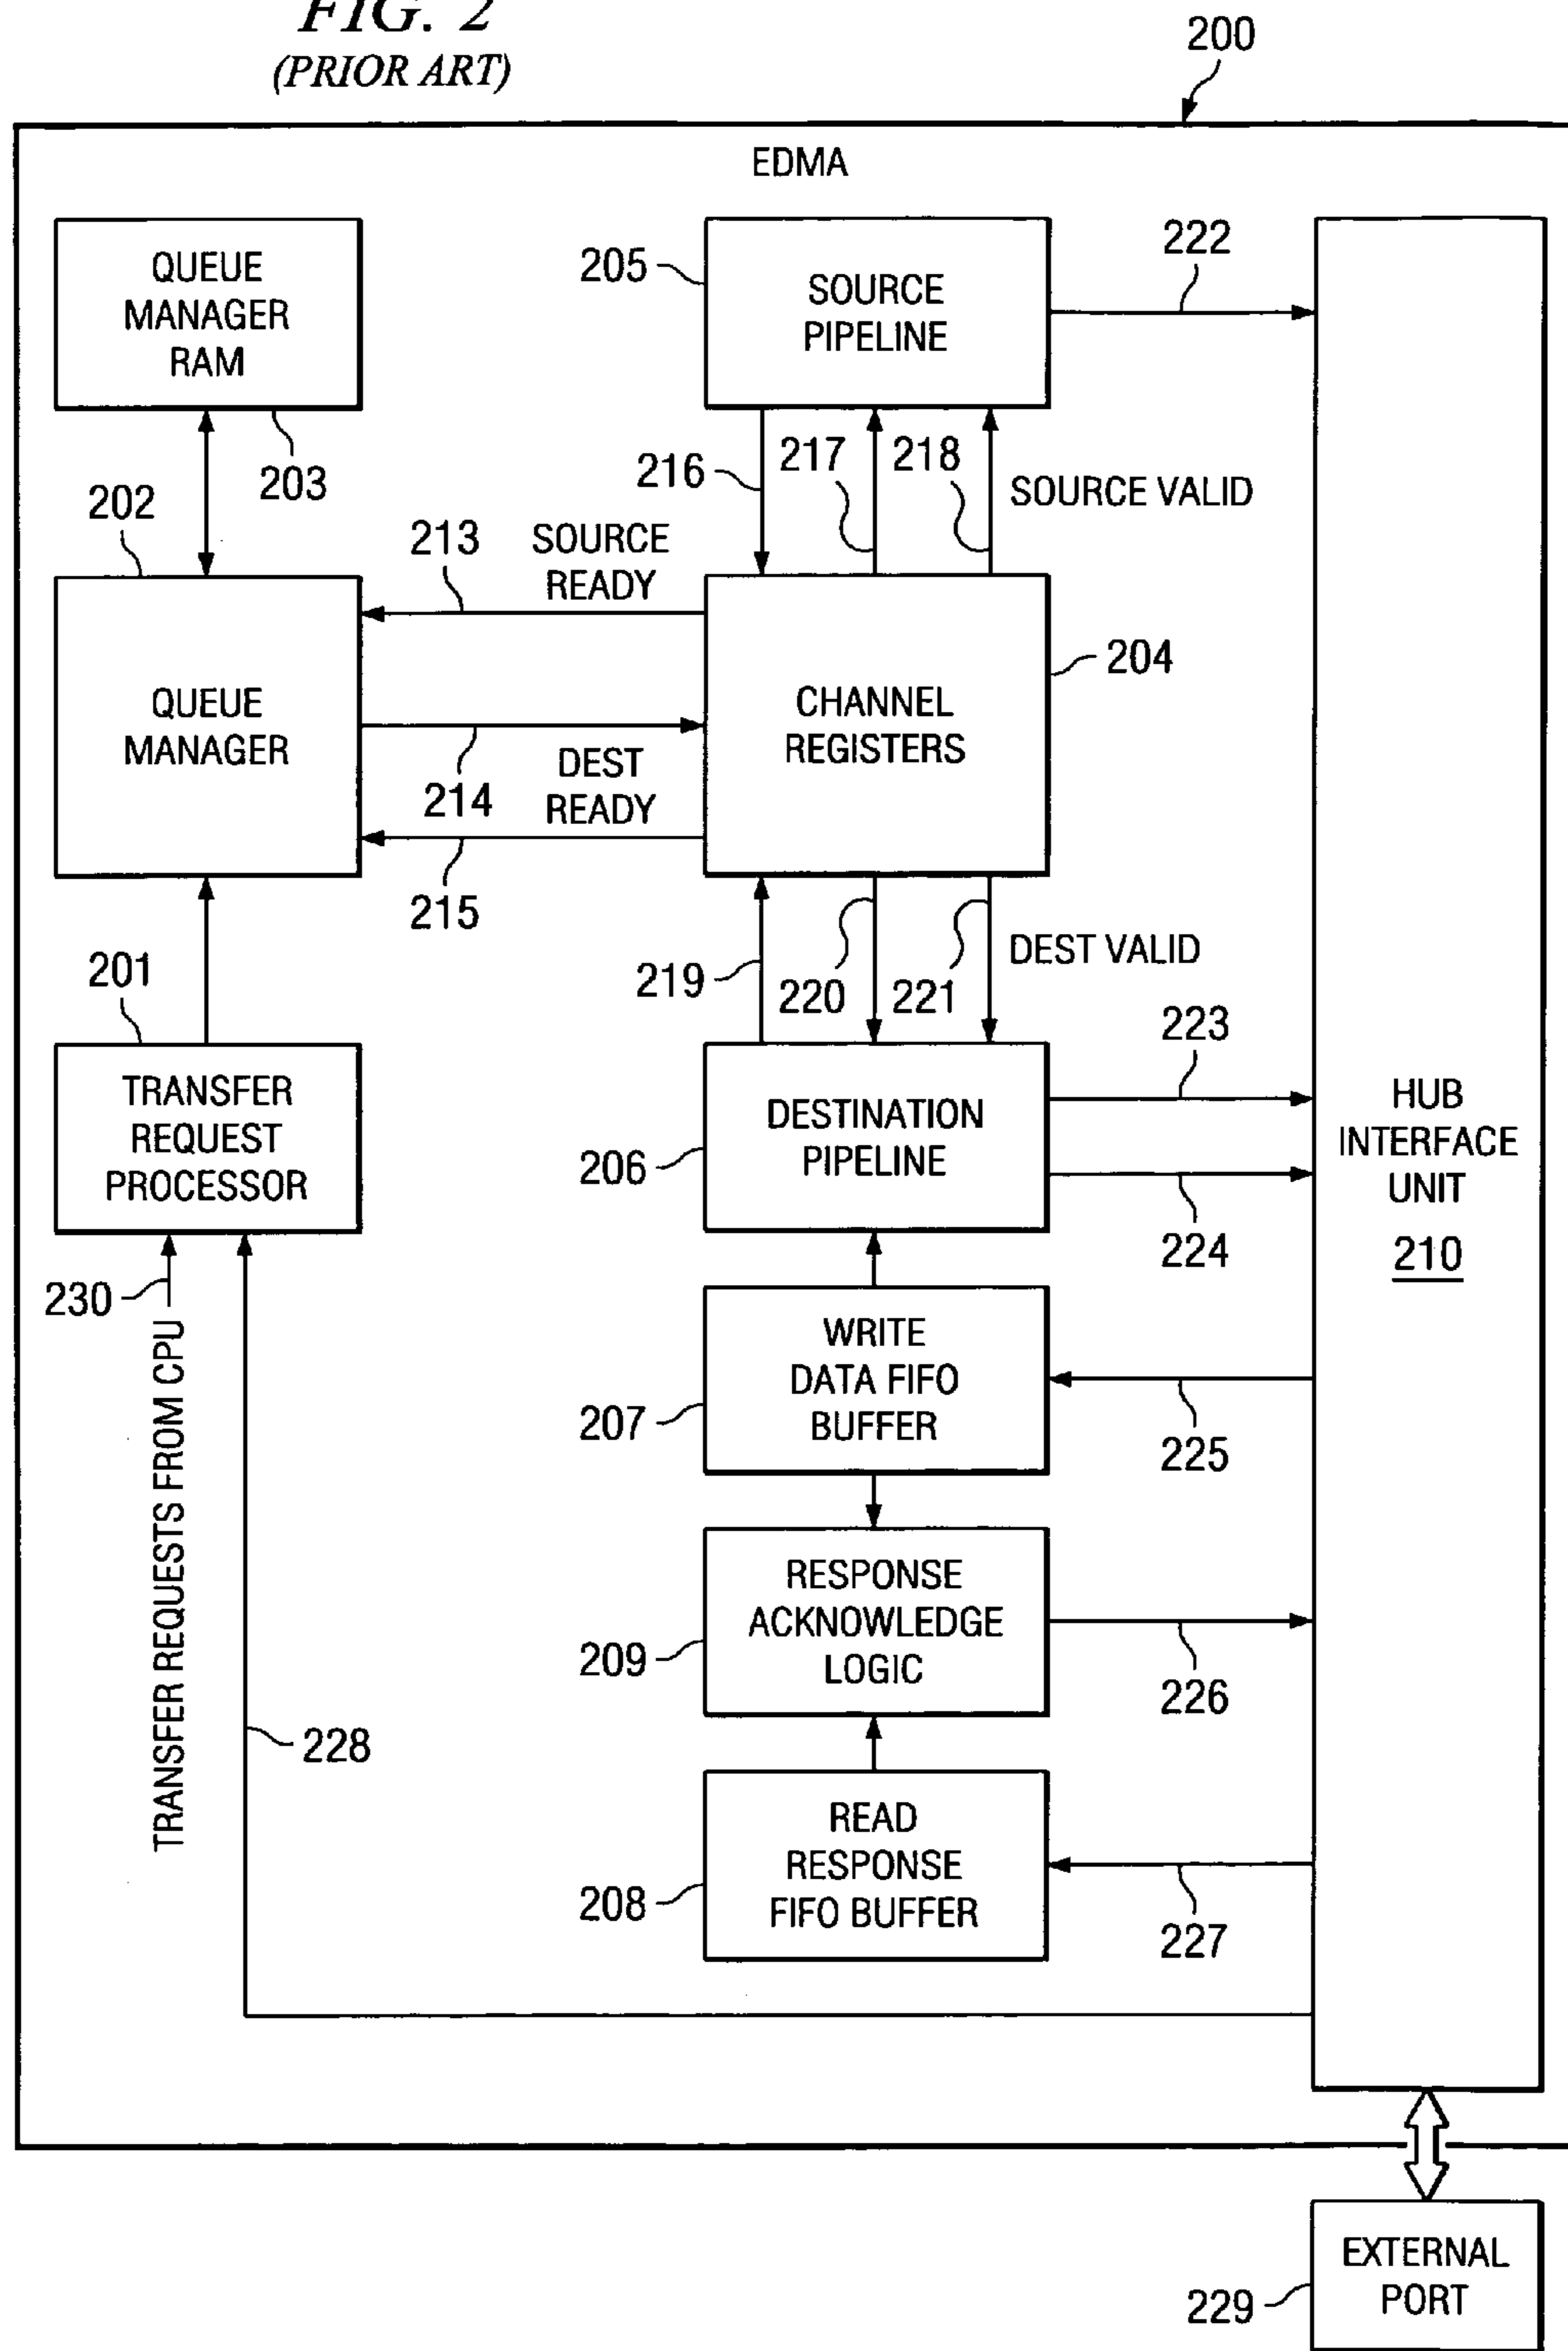 FIG. 2
(PRIOR ART)
200
EDMA
QUEUE
MANAGER
RAM
203
205
SOURCE
PIPELINE
222
216
217
218
SOURCE VALID
202
213
SOURCE
READY
QUEUE
MANAGER
214
DEST
READY
215
CHANNEL
REGISTERS
204
219
220
221
DEST VALID
201
TRANSFER
REQUEST
PROCESSOR
230
TRANSFER REQUESTS FROM CPU
228
206
DESTINATION
PIPELINE
223
224
HUB
INTERFACE
UNIT
210
207
WRITE
DATA FIFO
BUFFER
225
209
RESPONSE
ACKNOWLEDGE
LOGIC
226
208
READ
RESPONSE
FIFO BUFFER
227
229
EXTERNAL
PORT